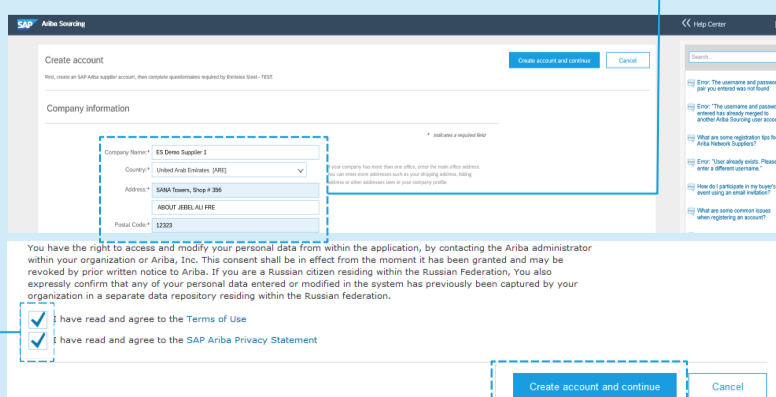 SAP Ariba Sourcing
Help Center
Create account
Create account and continue
Cancel
First, create an SAP Ariba supplier account, then complete questionnaires required by Emirates Steel - TEST.
Company information
* Indicates a required field
Company Name:* ES Demo Supplier 1
Country:* United Arab Emirates [ARE]
If your company has more than one office, enter the main office address.
You can enter more addresses such as your shipping address, billing
address or other addresses later in your company profile.
Address:* SANA Towers, Shop # 356
ABOUT JEBEL ALI FRE
Postal Code:* 12323
Search...
Error: The username and passwor
pair you entered was not found
Error: "The username and passwo
entered has already merged to
another Ariba Sourcing user acco
What are some registration tips fo
Ariba Network Suppliers?
Error: "User already exists. Please
enter a different username."
How do I participate in my buyer's
event using an email invitation?
What are some common issues
when registering an account?
You have the right to access and modify your personal data from within the application, by contacting the Ariba administrator
within your organization or Ariba, Inc. This consent shall be in effect from the moment it has been granted and may be
revoked by prior written notice to Ariba. If you are a Russian citizen residing within the Russian Federation, You also
expressly confirm that any of your personal data entered or modified in the system has previously been captured by your
organization in a separate data repository residing within the Russian federation.
I have read and agree to the Terms of Use
I have read and agree to the SAP Ariba Privacy Statement
Create account and continue
Cancel